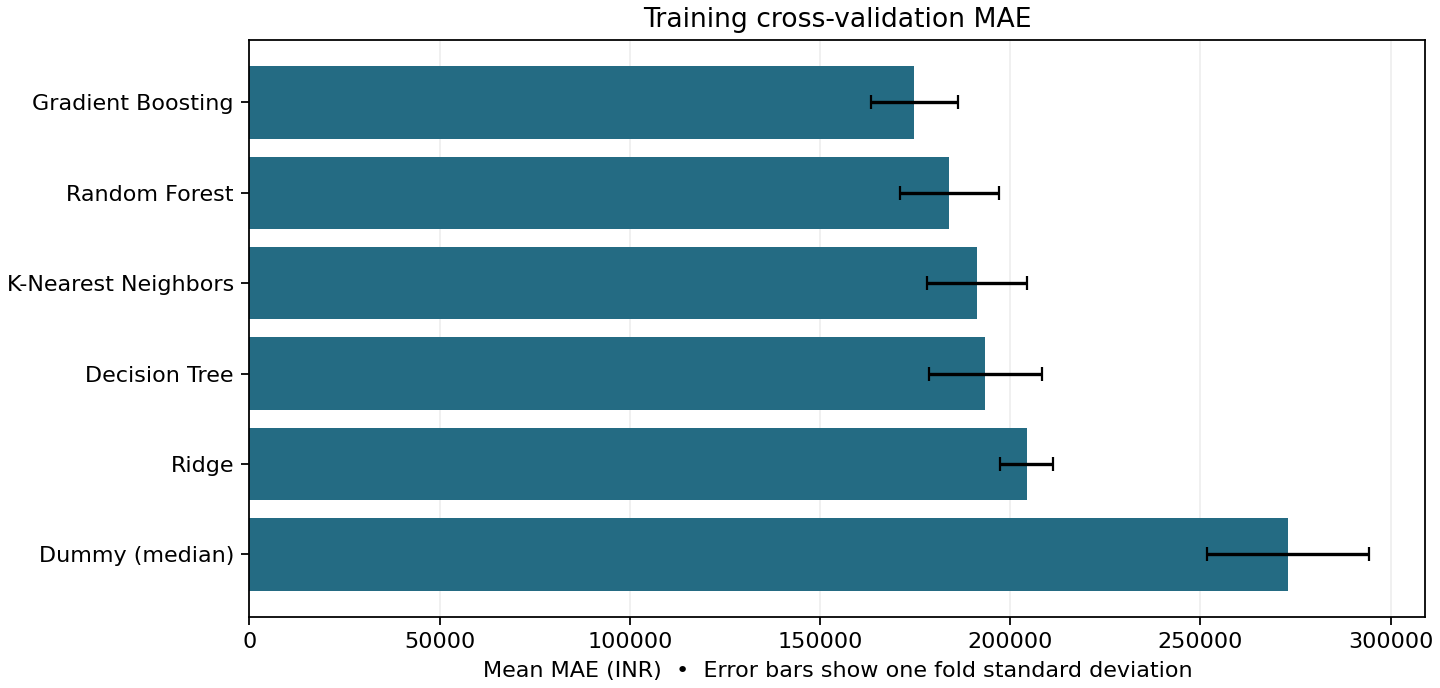 Training cross-validation MAE
Gradient Boosting
Random Forest
K-Nearest Neighbors
Decision Tree
Ridge
Dummy (median)
0 50000 100000 150000 200000 250000 300000
Mean MAE (INR) • Error bars show one fold standard deviation